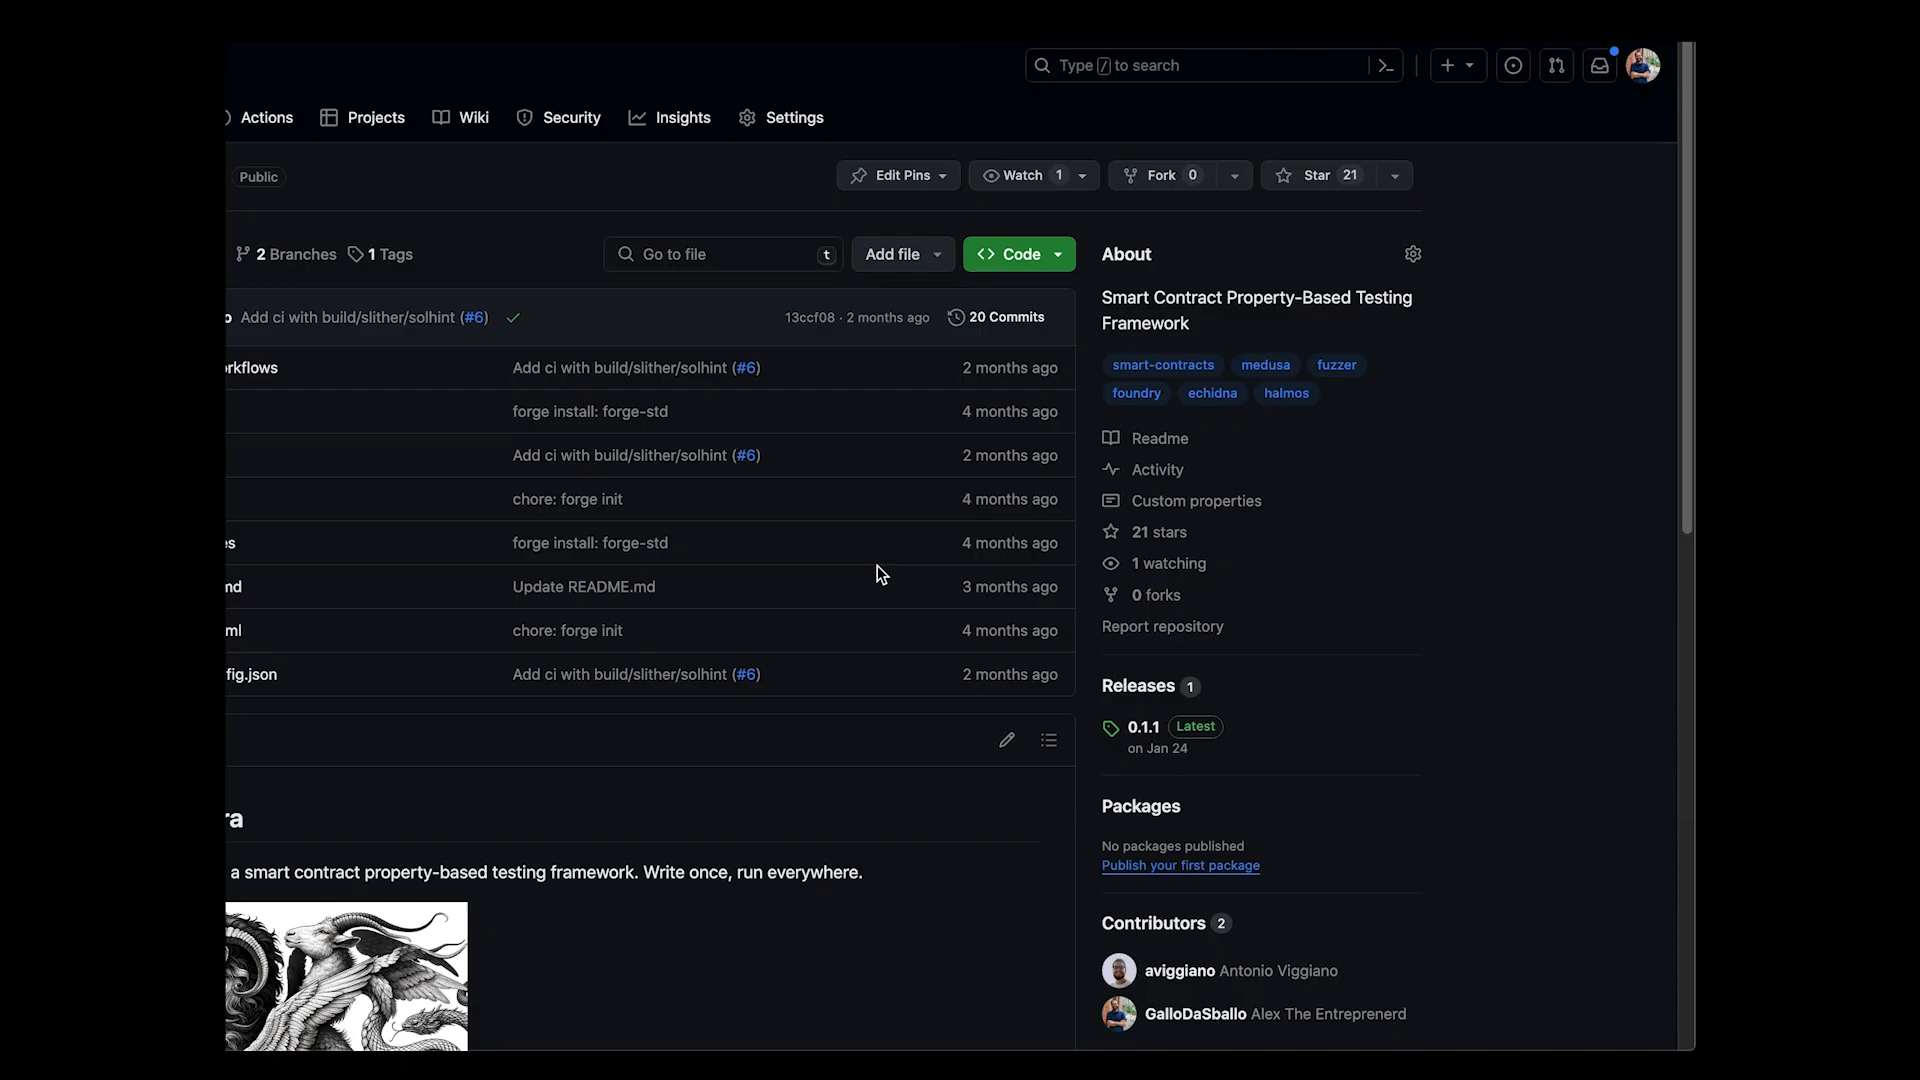 Type / to search
Actions Projects Wiki Security Insights Settings
Public Edit Pins Watch 1 Fork 0 Star 21
2 Branches 1 Tags Go to file t Add file Code
o Add ci with build/slither/solhint (#6) 13ccf08 · 2 months ago 20 Commits
rkflows Add ci with build/slither/solhint (#6) 2 months ago
forge install: forge-std 4 months ago
Add ci with build/slither/solhint (#6) 2 months ago
chore: forge init 4 months ago
es forge install: forge-std 4 months ago
md Update README.md 3 months ago
ml chore: forge init 4 months ago
fig.json Add ci with build/slither/solhint (#6) 2 months ago
ra
a smart contract property-based testing framework. Write once, run everywhere.
About
Smart Contract Property-Based Testing
Framework
smart-contracts medusa fuzzer
foundry echidna halmos
Readme
Activity
Custom properties
21 stars
1 watching
0 forks
Report repository
Releases 1
0.1.1 Latest
on Jan 24
Packages
No packages published
Publish your first package
Contributors 2
aviggiano Antonio Viggiano
GalloDaSballo Alex The Entreprenerd